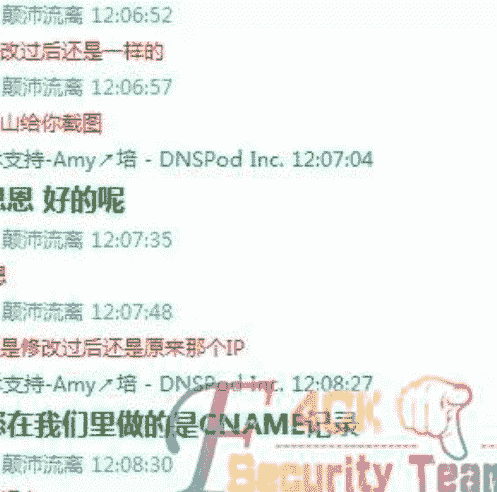 颠沛流离 12:06:52
改过后还是一样的
颠沛流离 12:06:57
山给你截图
支持-Amy↗培 - DNSPod Inc. 12:07:04
恩 好的呢
颠沛流离 12:07:35
颠沛流离 12:07:48
是修改过后还是原来那个IP
支持-Amy↗培 - DNSPod Inc. 12:08:27
在我们里做的是CNAME记录
颠沛流离 12:08:30
Security Team